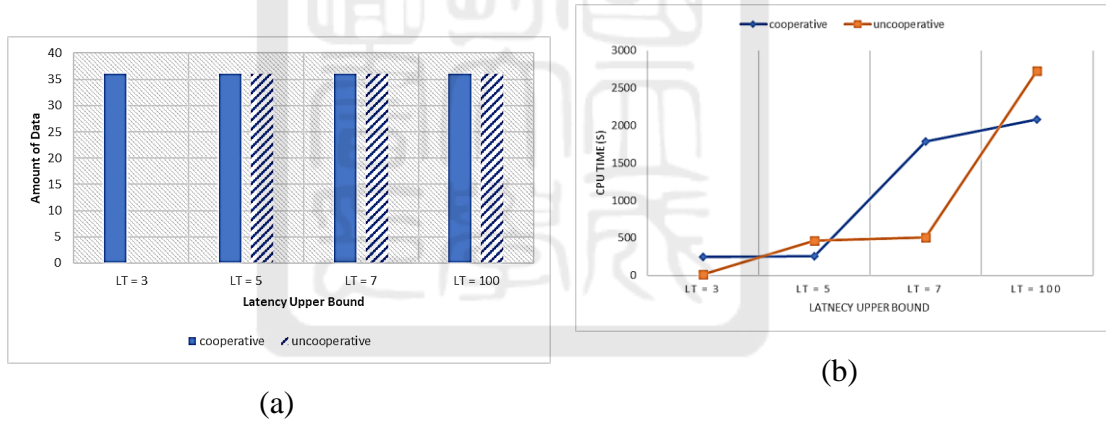 40
35
30
25
20
15
10
5
0
Amount of Data
LT = 3 LT = 5 LT = 7 LT = 100
Latency Upper Bound
cooperative uncooperative
(a)
cooperative uncooperative
3000
2500
2000
1500
1000
500
0
CPU TIME (S)
LT = 3 LT = 5 LT = 7 LT = 100
LATNECY UPPER BOUND
(b)